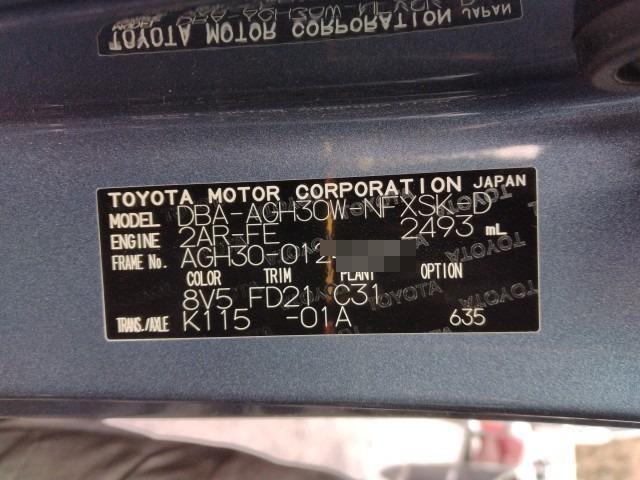 TOYOTA MOTOR CORPORATION JAPAN
TOYOTA MOTOR CORPORATION JAPAN
MODEL DBA-AGH30W-NFXSK-D
ENGINE 2AR-FE 2493 mL
FRAME No. AGH30-012
COLOR TRIM PLANT OPTION
8V5 FD21 C31
TRANS./AXLE K115 -01A 635